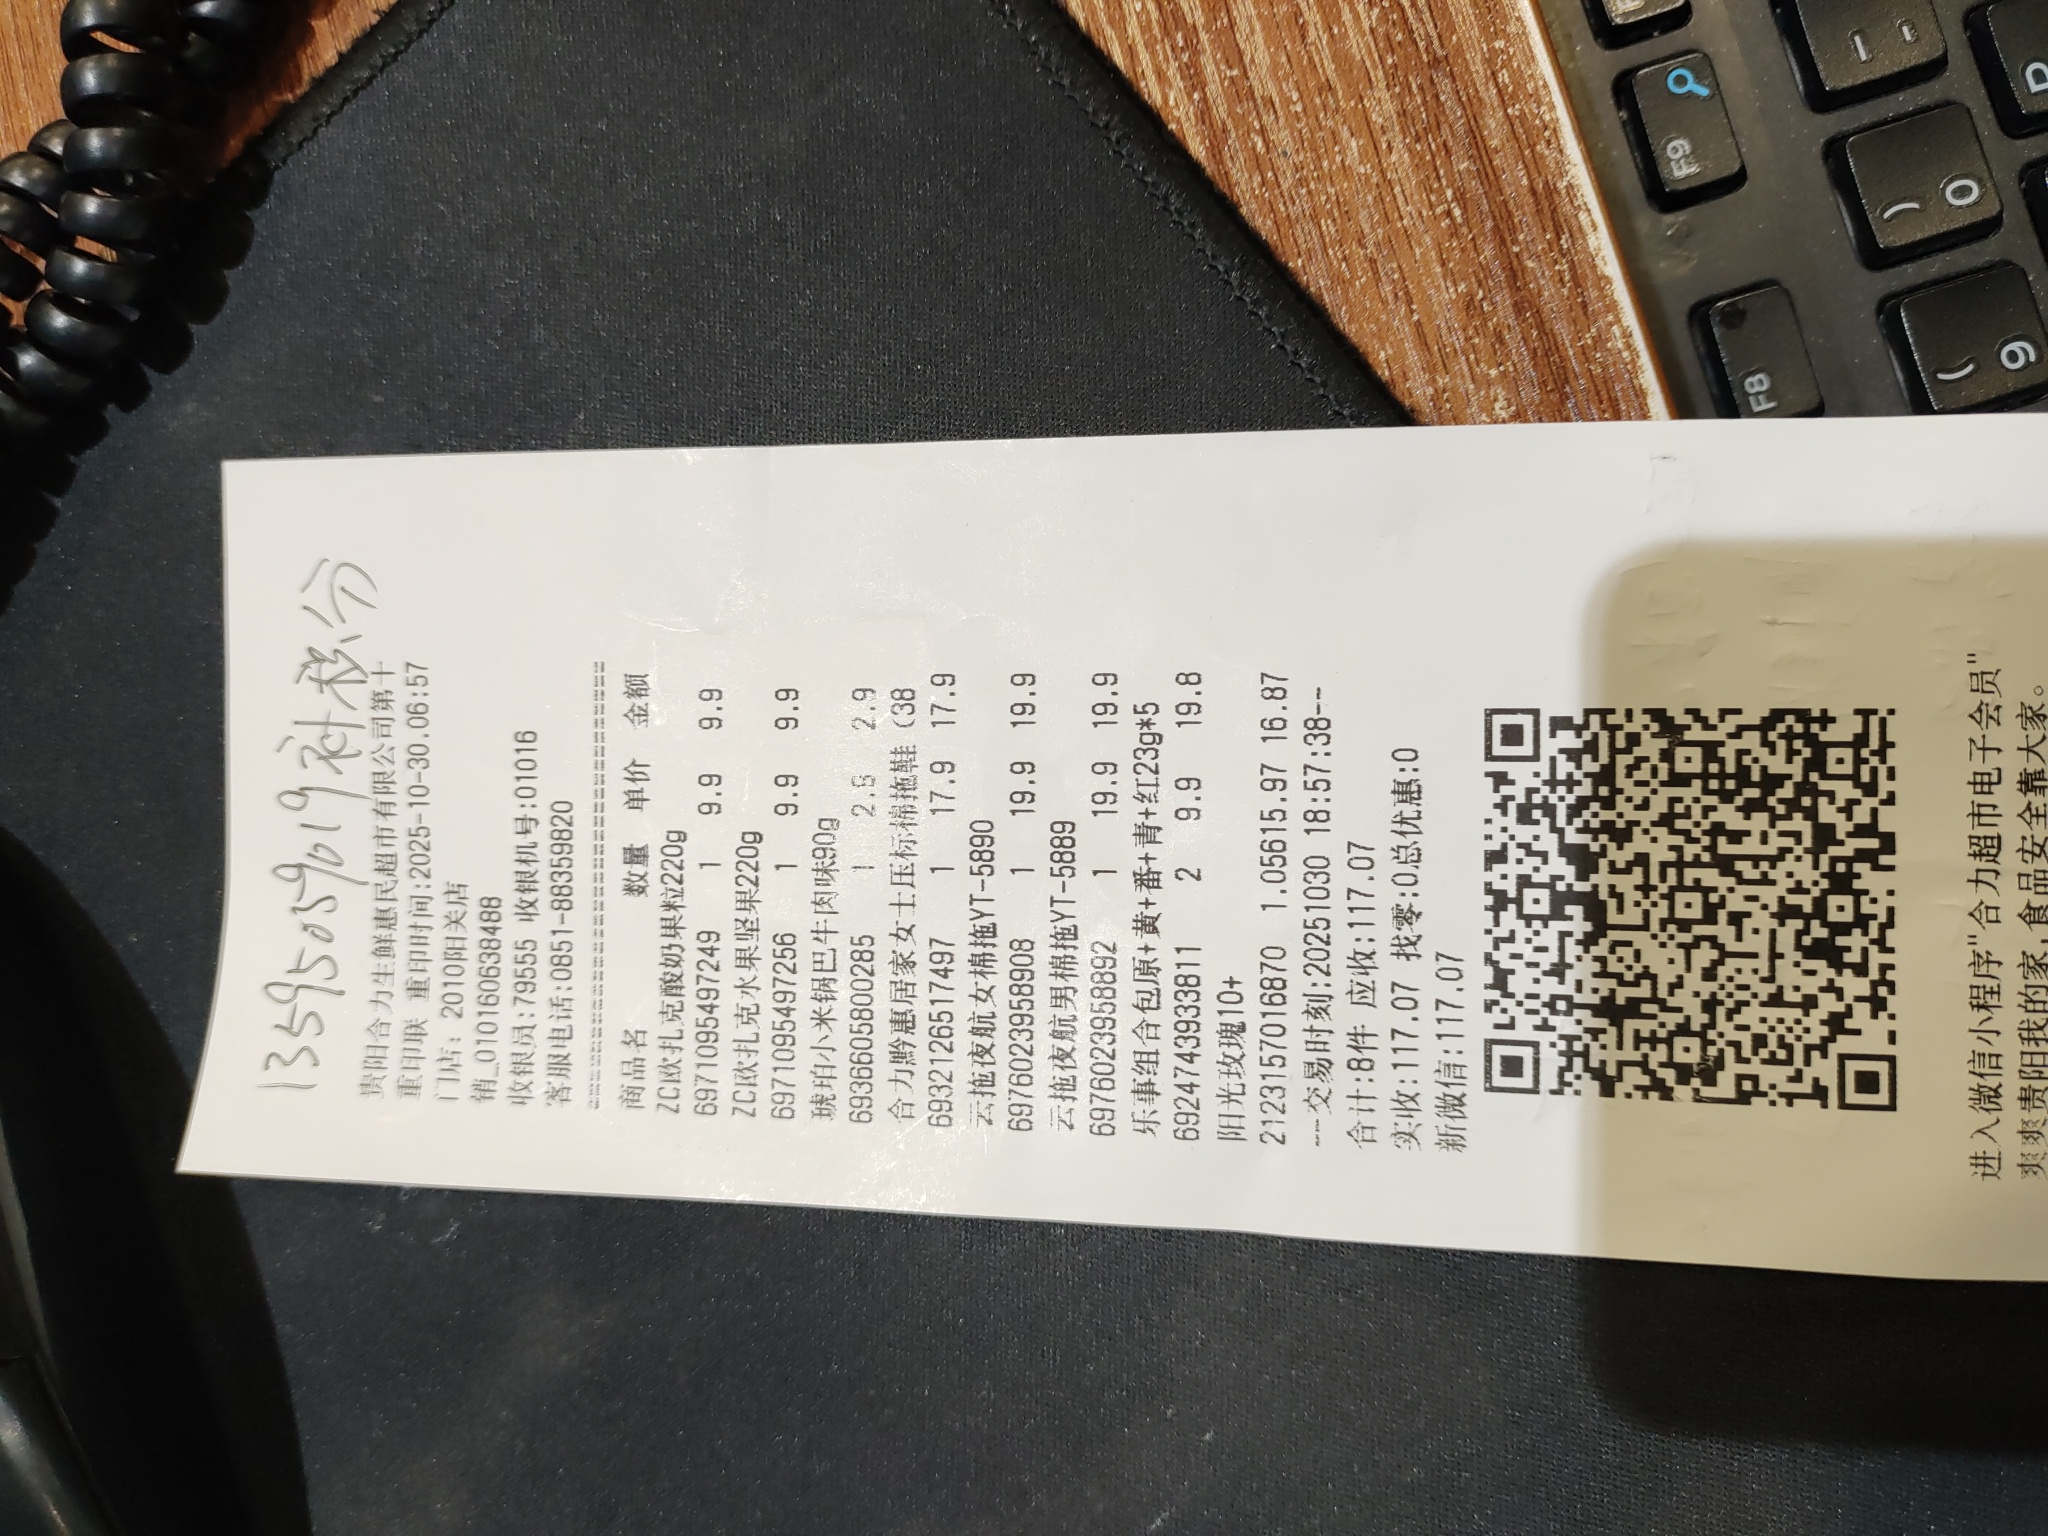 13595059019补积分
贵阳合力生鲜惠民超市有限公司第十
重印联 重印时间:2025-10-30.06:57
门店: 2010阳关店
销_0101606384​88
收银员:79555 收银机号:01016
客服电话:0851-88359820
商品名 数量 单价 金额
ZC欧扎克酸奶果粒220g
6971095497249 1 9.9 9.9
ZC欧扎克水果坚果220g
6971095497256 1 9.9 9.9
琥珀小米锅巴牛肉味90g
6936605800285 1 2.9 2.9
合力黔惠居家女士压标棉拖鞋 (38
6932126517497 1 17.9 17.9
云拖夜航女棉拖YT-5890
6976023958908 1 19.9 19.9
云拖夜航男棉拖YT-5889
6976023958892 1 19.9 19.9
乐事组合包原+黄+番+青+红23g*5
6924743933811 2 9.9 19.8
阳光玫瑰10+
2123157016870 1.05615.97 16.87
---交易时刻:20251030 18:57:38---
合计:8件 应收:117.07
实收:117.07 找零:0总优惠:0
新微信:117.07
进入微信小程序"合力超市电子会员"
爽爽贵阳我的家,食品安全靠大家。
F9
F8
)
0
(
9
P